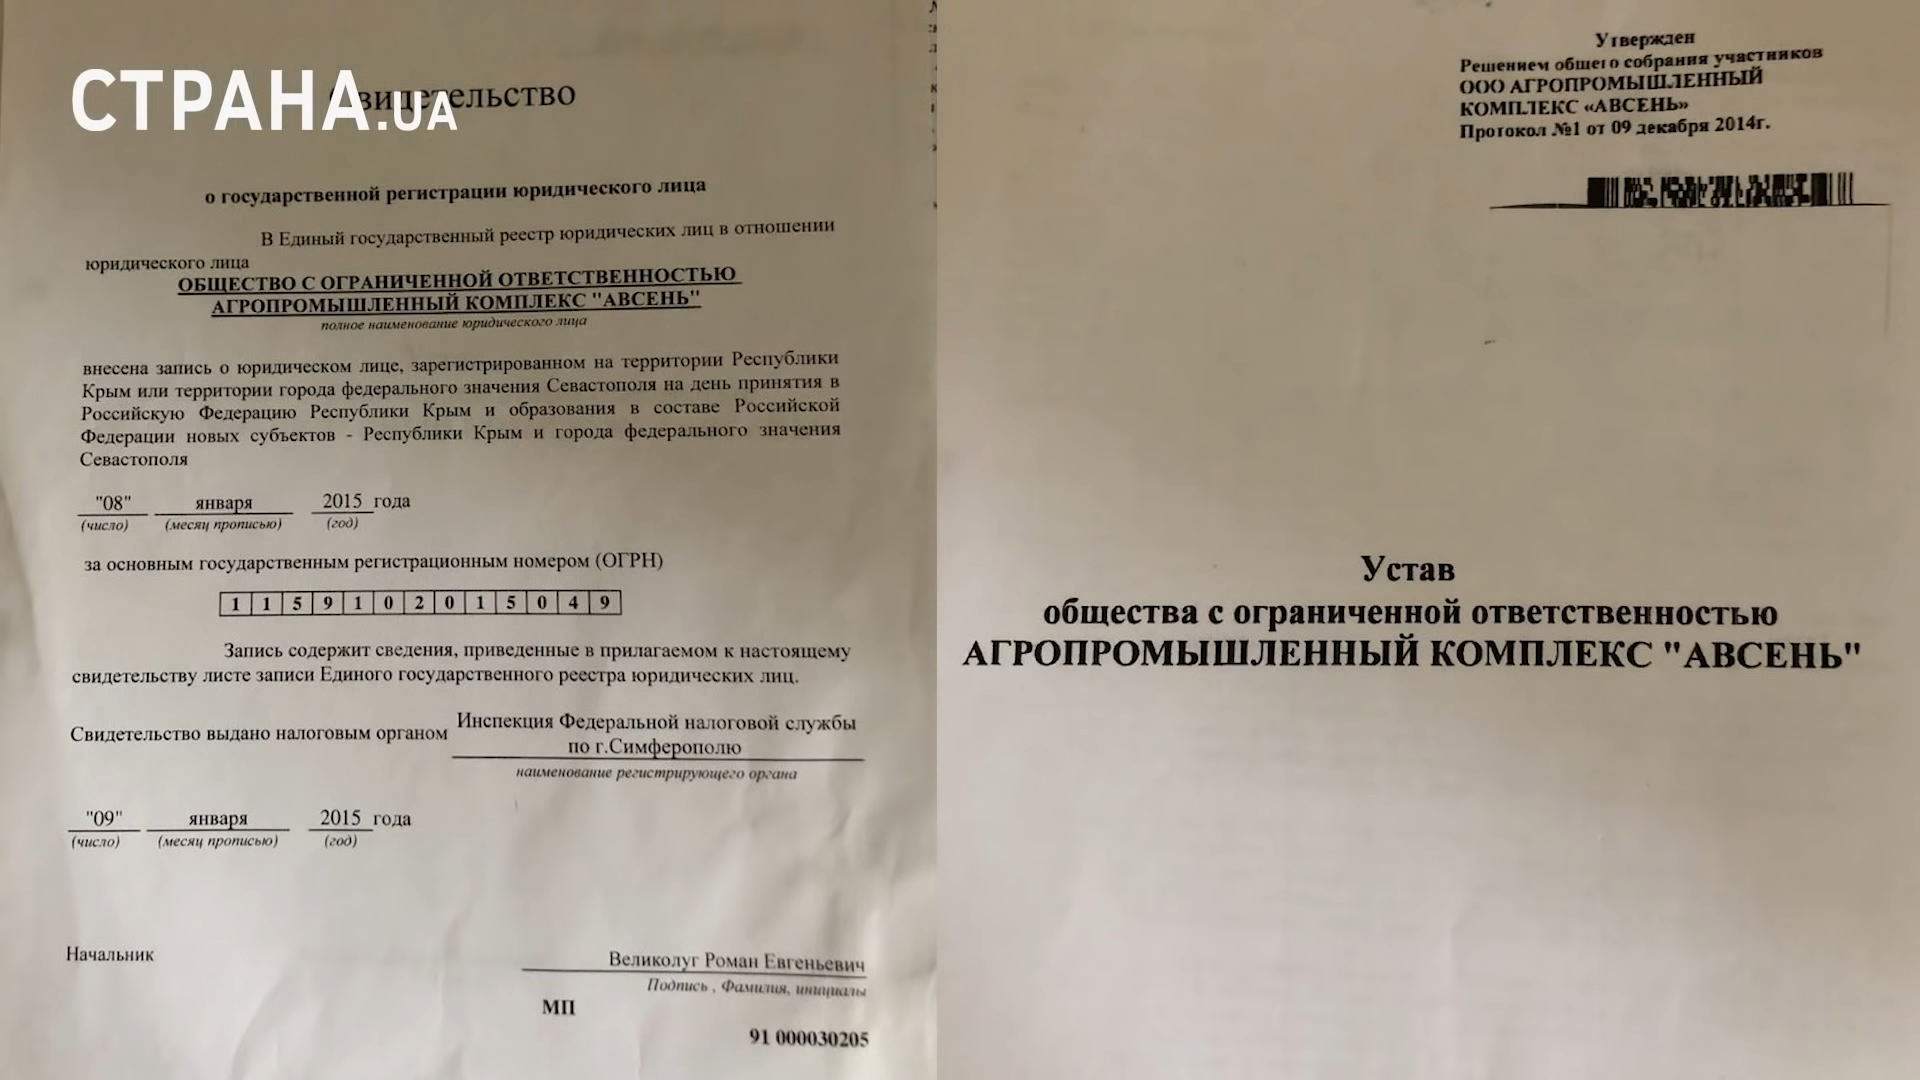 СТРАНА.UA
Свидетельство
о государственной регистрации юридического лица
В Единый государственный реестр юридических лиц в отношении
юридического лица
ОБЩЕСТВО С ОГРАНИЧЕННОЙ ОТВЕТСТВЕННОСТЬЮ
АГРОПРОМЫШЛЕННЫЙ КОМПЛЕКС "АВСЕНЬ"
полное наименование юридического лица
внесена запись о юридическом лице, зарегистрированном на территории Республики
Крым или территории города федерального значения Севастополя на день принятия в
Российскую Федерацию Республики Крым и образования в составе Российской
Федерации новых субъектов - Республики Крым и города федерального значения
Севастополя
"08" января 2015 года
(число) (месяц прописью) (год)
за основным государственным регистрационным номером (ОГРН)
1 1 5 9 1 0 2 0 1 5 0 4 9
Запись содержит сведения, приведенные в прилагаемом к настоящему
свидетельству листе записи Единого государственного реестра юридических лиц.
Свидетельство выдано налоговым органом Инспекция Федеральной налоговой службы
по г.Симферополю
наименование регистрирующего органа
"09" января 2015 года
(число) (месяц прописью) (год)
Начальник
Великолуг Роман Евгеньевич
Подпись , Фамилия, инициалы
МП
91 000030205
Утвержден
Решением общего собрания участников
ООО АГРОПРОМЫШЛЕННЫЙ
КОМПЛЕКС «АВСЕНЬ»
Протокол №1 от 09 декабря 2014г.
Устав
общества с ограниченной ответственностью
АГРОПРОМЫШЛЕННЫЙ КОМПЛЕКС "АВСЕНЬ"